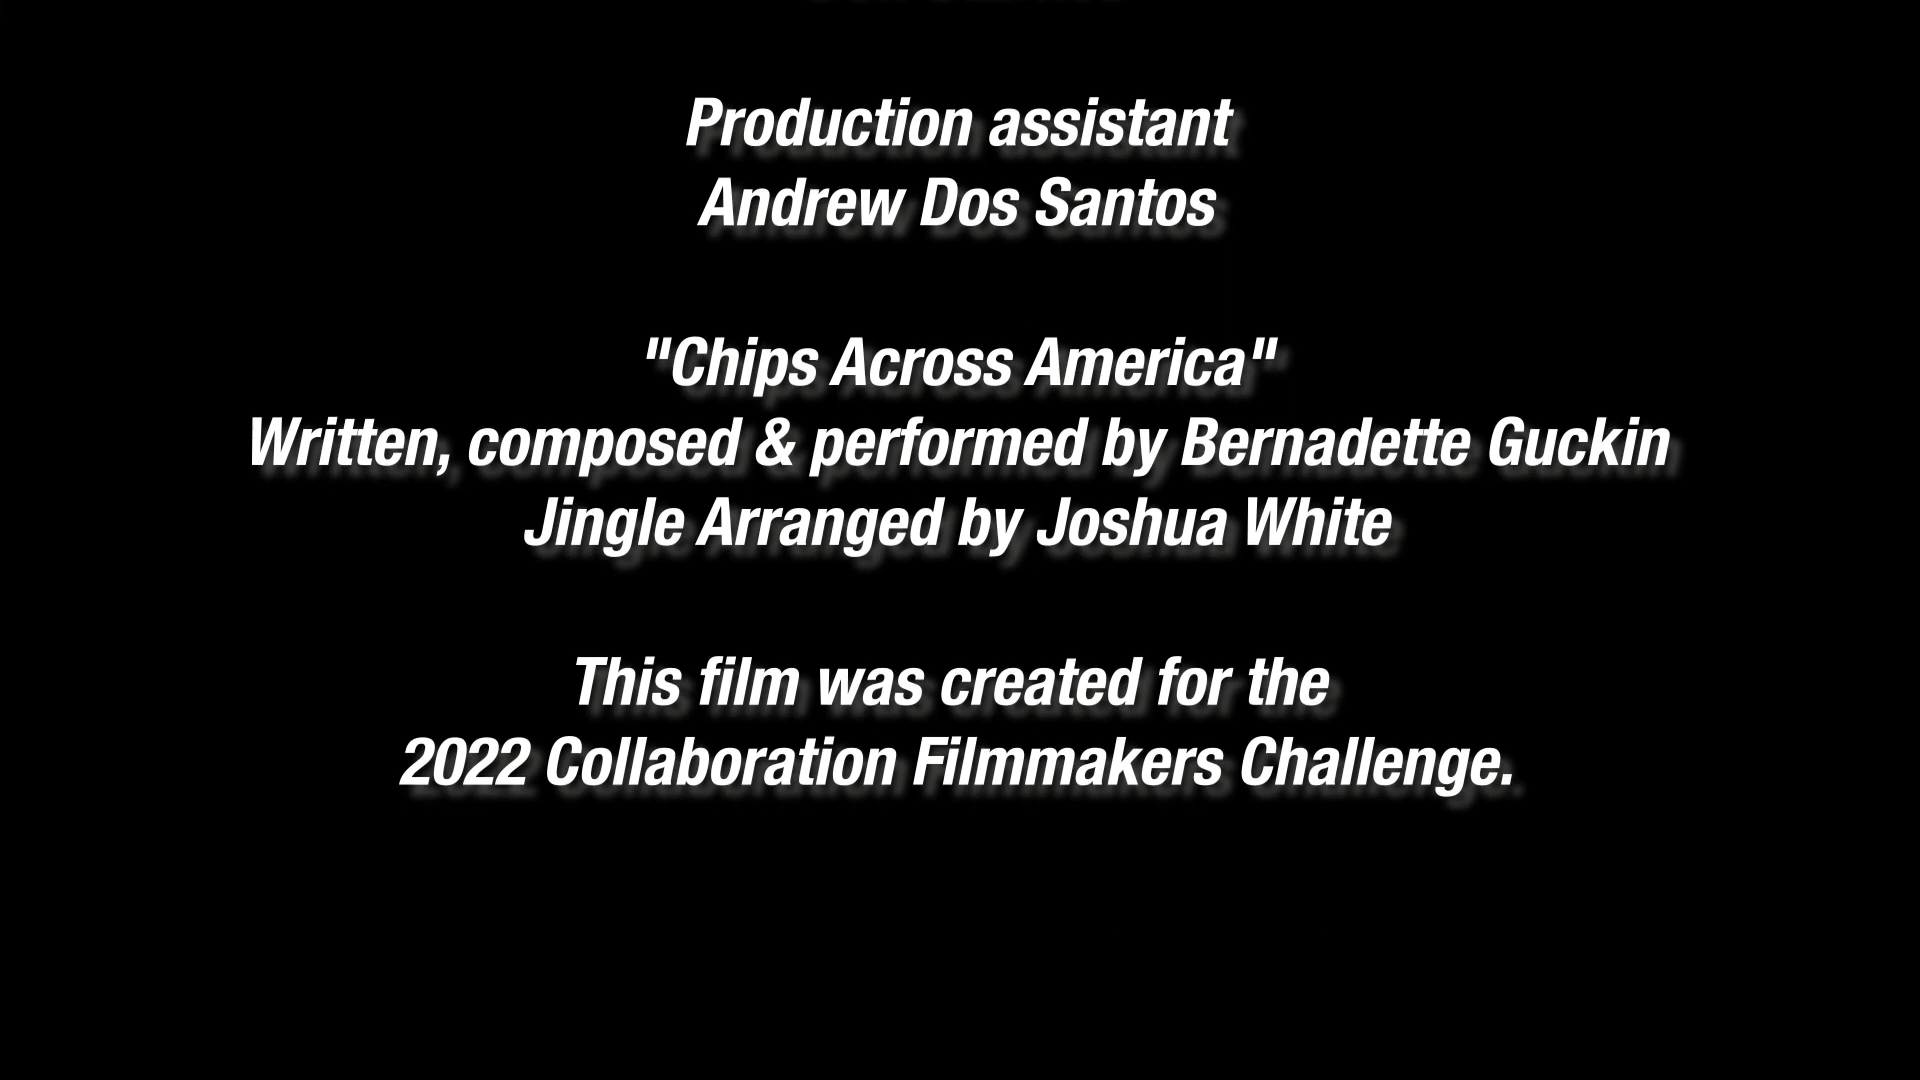 Production assistant
Andrew Dos Santos
"Chips Across America"
Written, composed & performed by Bernadette Guckin
Jingle Arranged by Joshua White
This film was created for the
2022 Collaboration Filmmakers Challenge.